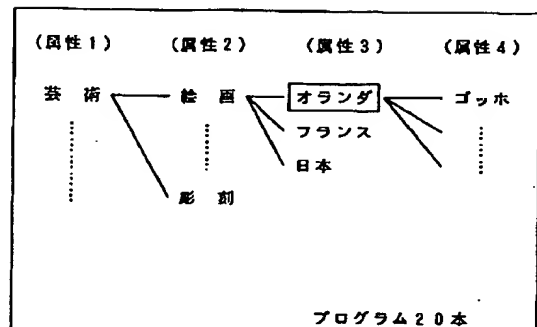 (属性1) (属性2) (属性3) (属性4)
芸術 絵画 オランダ ゴッホ
フランス
日本
彫刻
プログラム20本